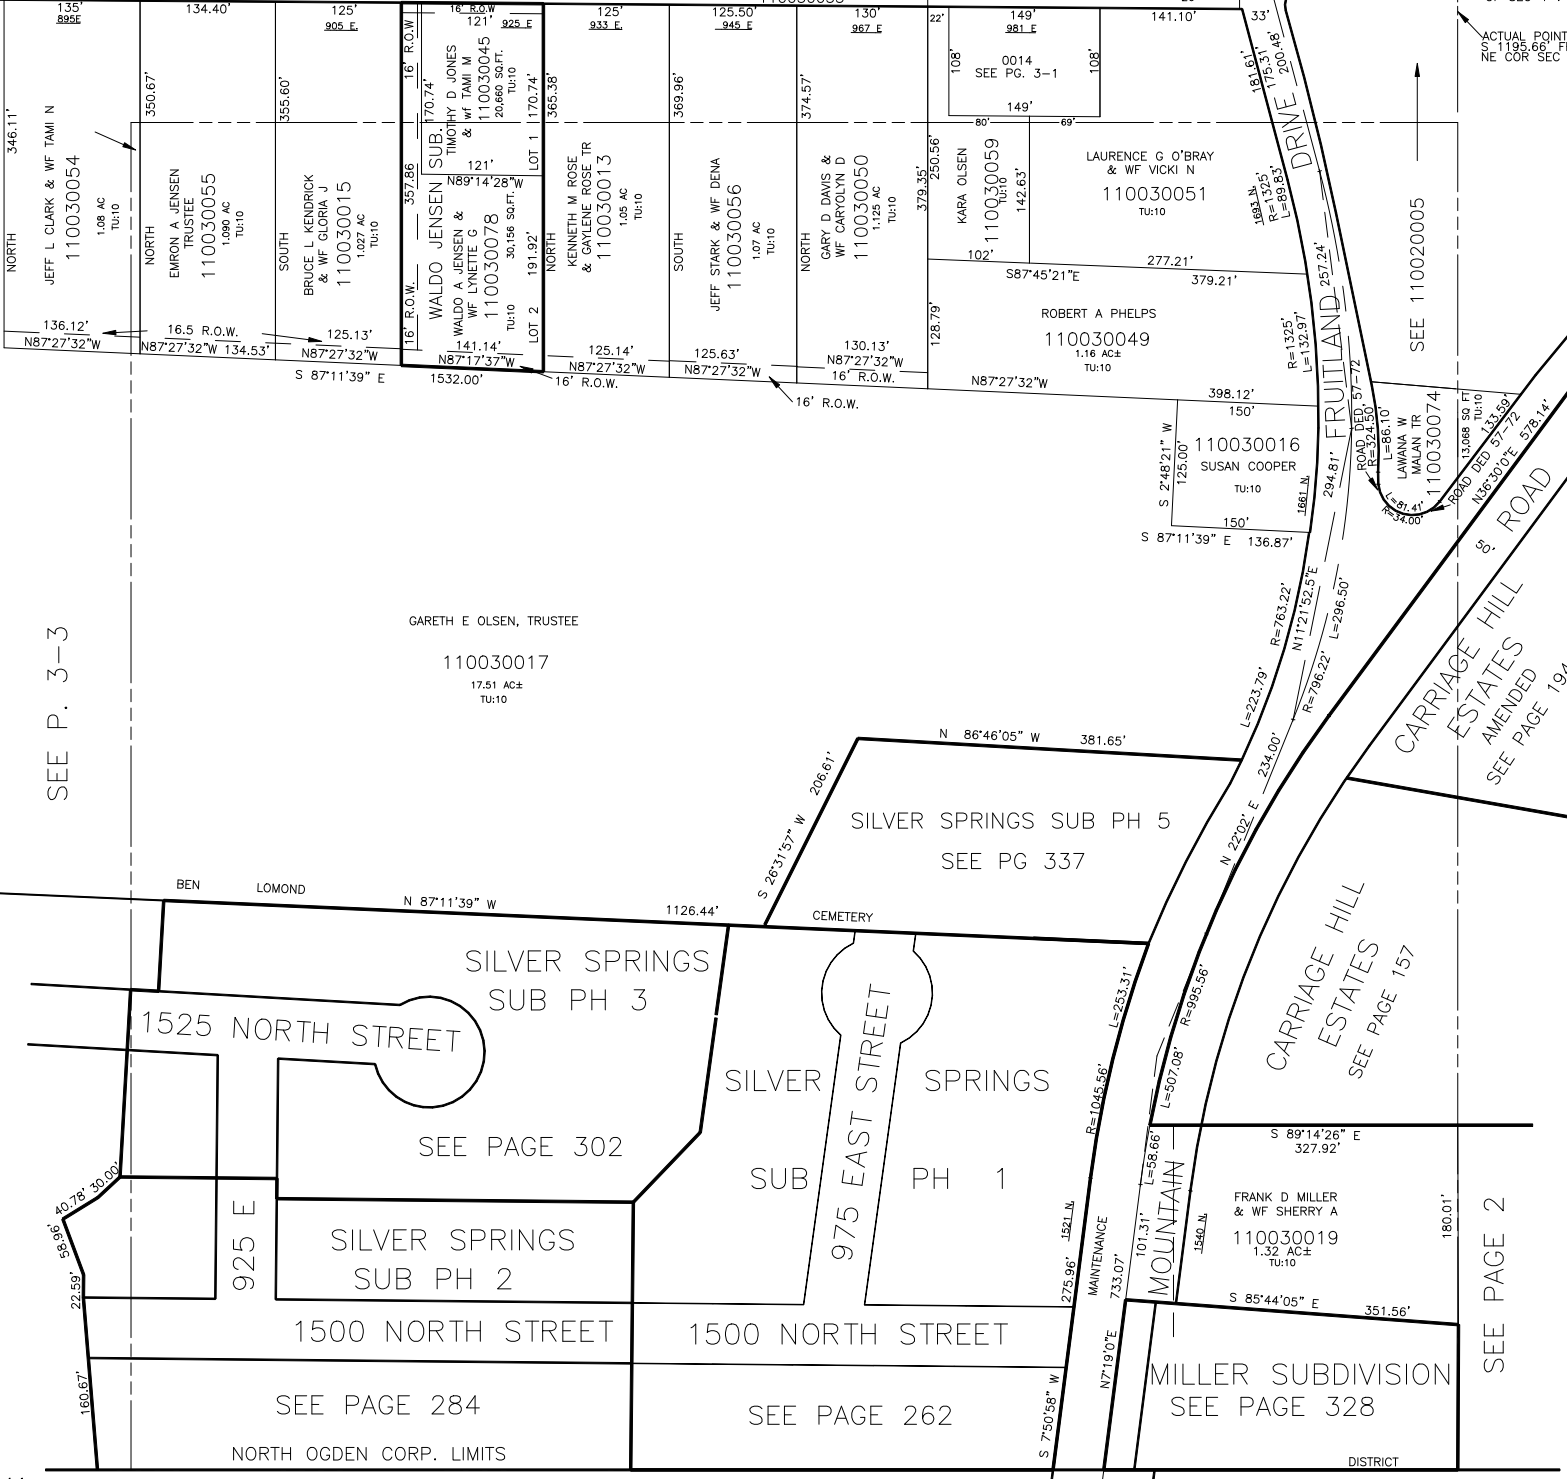 135'
895E
134.40'
125'
905 E.
16' R.O.W
121'
925 E
125'
933 E.
125.50'
945 E
130'
967 E
22'
149'
981 E
141.10'
33'
ACTUAL POINT
S 1195.66'
NE COR SEC
346.11'
NORTH
JEFF L CLARK & WF TAMI N
110030054
1.08 AC
TU:10
350.67'
NORTH
EMRON A JENSEN
TRUSTEE
110030055
1.090 AC
TU:10
355.60'
SOUTH
BRUCE L KENDRICK
& WF GLORIA J
110030015
1.027 AC
TU:10
16' R.O.W
357.86
16' R.O.W.
170.74'
WALDO JENSEN SUB.
TIMOTHY D JONES
& wf TAMI M
110030045
20,660 SQ.FT.
TU:10
LOT 1
170.74'
121'
N89°14'28"W
WALDO A JENSEN &
WF LYNETTE G
110030078
30,156 SQ.FT.
TU:10
LOT 2
191.92'
365.38'
NORTH
KENNETH M ROSE
& GAYLENE ROSE TR
110030013
1.05 AC
TU:10
369.96'
SOUTH
JEFF STARK & WF DENA
110030056
1.07 AC
TU:10
374.57'
NORTH
GARY D DAVIS &
WF CARYOLYN D
110030050
1.125 AC
TU:10
379.35'
108'
0014
SEE PG. 3-1
108'
149'
80'
69'
250.56'
KARA OLSEN
110030059
TU:10
142.63'
102'
LAURENCE G O'BRAY
& WF VICKI N
110030051
TU:10
277.21'
S87°45'21"E
379.21'
128.79'
ROBERT A PHELPS
110030049
1.16 AC±
TU:10
N87°27'32"W
398.12'
136.12'
N87°27'32"W
16.5 R.O.W.
N87°27'32"W 134.53'
125.13'
N87°27'32"W
141.14'
N87°17'37"W
125.14'
N87°27'32"W
125.63'
N87°27'32"W
130.13'
N87°27'32"W
16' R.O.W.
S 87°11'39" E
1532.00'
16' R.O.W.
16' R.O.W.
181.61'
175.31'
200.48'
DRIVE
1693 N.
R=1325'
L=89.83'
257.24'
FRUITLAND
R=1325'
L=132.97'
ROAD DED. 57-72
R=324.50'
L=86.10'
294.81'
SEE 110020005
LAWANA W
MALAN TR
110030074
13,068 SQ FT
TU:10
133.59'
ROAD DED 57-72
N36°30'0"E 578.14'
L=81.41'
R=34.00'
150'
S 2°48'21" W
125.00'
110030016
SUSAN COOPER
TU:10
1661 N.
150'
S 87°11'39" E
136.87'
50'
ROAD
GARETH E OLSEN, TRUSTEE
110030017
17.51 AC±
TU:10
SEE P. 3-3
R=763.22'
N11°21'52.5"E
L=296.50'
L=223.79'
R=796.22'
234.00'
N 22°02' E
CARRIAGE HILL
ESTATES
AMENDED
SEE PAGE 194
N 86°46'05" W
381.65'
206.61'
S 26°31'57" W
SILVER SPRINGS SUB PH 5
SEE PG 337
BEN LOMOND
N 87°11'39" W
1126.44'
CEMETERY
CARRIAGE HILL
ESTATES
SEE PAGE 157
SILVER SPRINGS
SUB PH 3
SEE PAGE 302
1525 NORTH STREET
L=253.31'
R=995.56'
R=1045.56'
L=507.08'
L=58.66'
SILVER SPRINGS
SUB PH 1
975 EAST STREET
S 89°14'26" E
327.92'
FRANK D MILLER
& WF SHERRY A
110030019
1.32 AC±
TU:10
180.01'
1540 N.
1521 N.
101.31'
MOUNTAIN
MAINTENANCE
733.07'
275.96'
SEE PAGE 2
30.00'
40.78'
58.96'
22.59'
925 E
SILVER SPRINGS
SUB PH 2
S 85°44'05" E
351.56'
1500 NORTH STREET
1500 NORTH STREET
160.67'
SEE PAGE 284
SEE PAGE 262
S 7°50'58" W
N7°19'0"E
MILLER SUBDIVISION
SEE PAGE 328
NORTH OGDEN CORP. LIMITS
DISTRICT